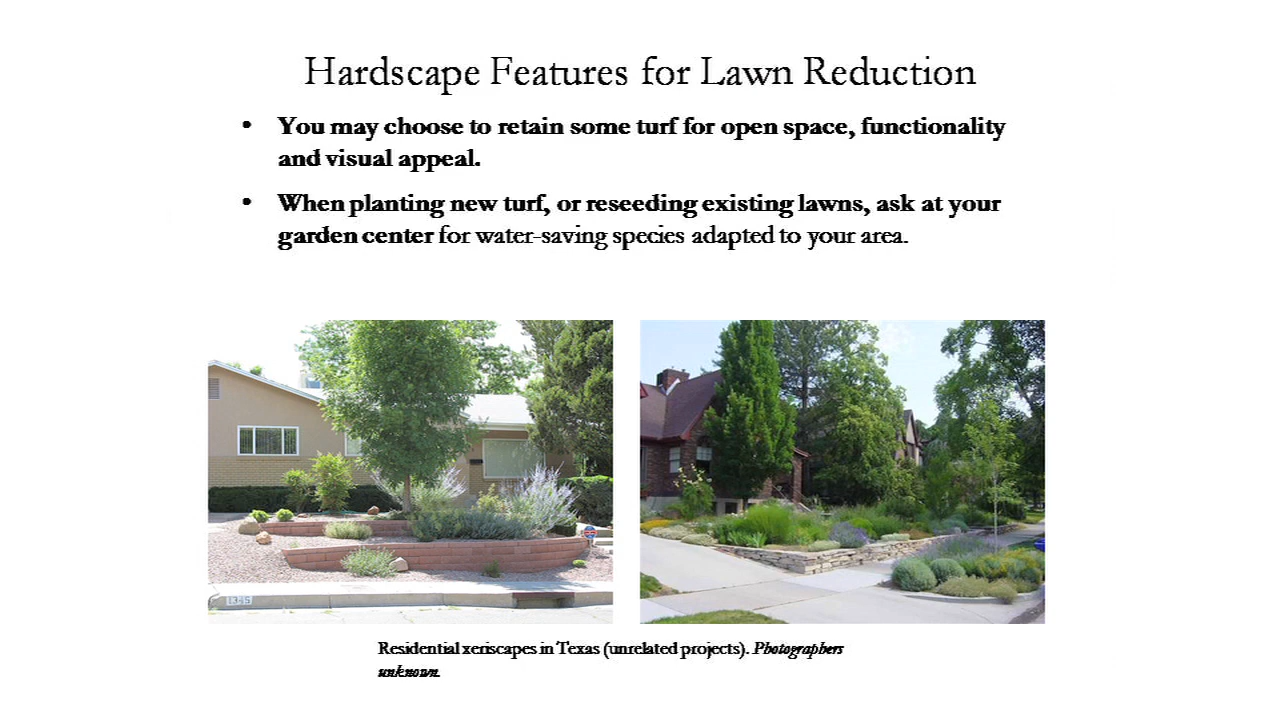 Hardscape Features for Lawn Reduction
• You may choose to retain some turf for open space, functionality
and visual appeal.
• When planting new turf, or reseeding existing lawns, ask at your
garden center for water-saving species adapted to your area.
1345
Residential xeriscapes in Texas (unrelated projects). Photographers
unknown.